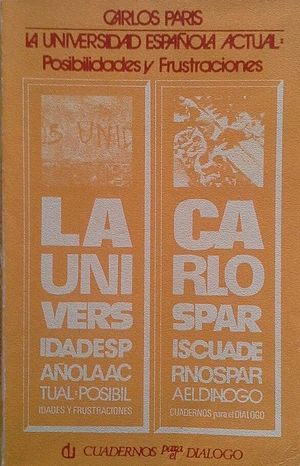 CARLOS PARIS
LA UNIVERSIDAD ESPAÑOLA ACTUAL:
Posibilidades y Frustraciones
S UNID
LA
UNI
VERS
IDADESP
AÑOLAAC
TUAL·POSIBIL
IDADES Y FRUSTRACIONES
CA
RLO
SPAR
ISCUADE
RNOSPAR
AELDINOGO
CUADERNOS para el DIALOGO
CUADERNOS para el DIALOGO